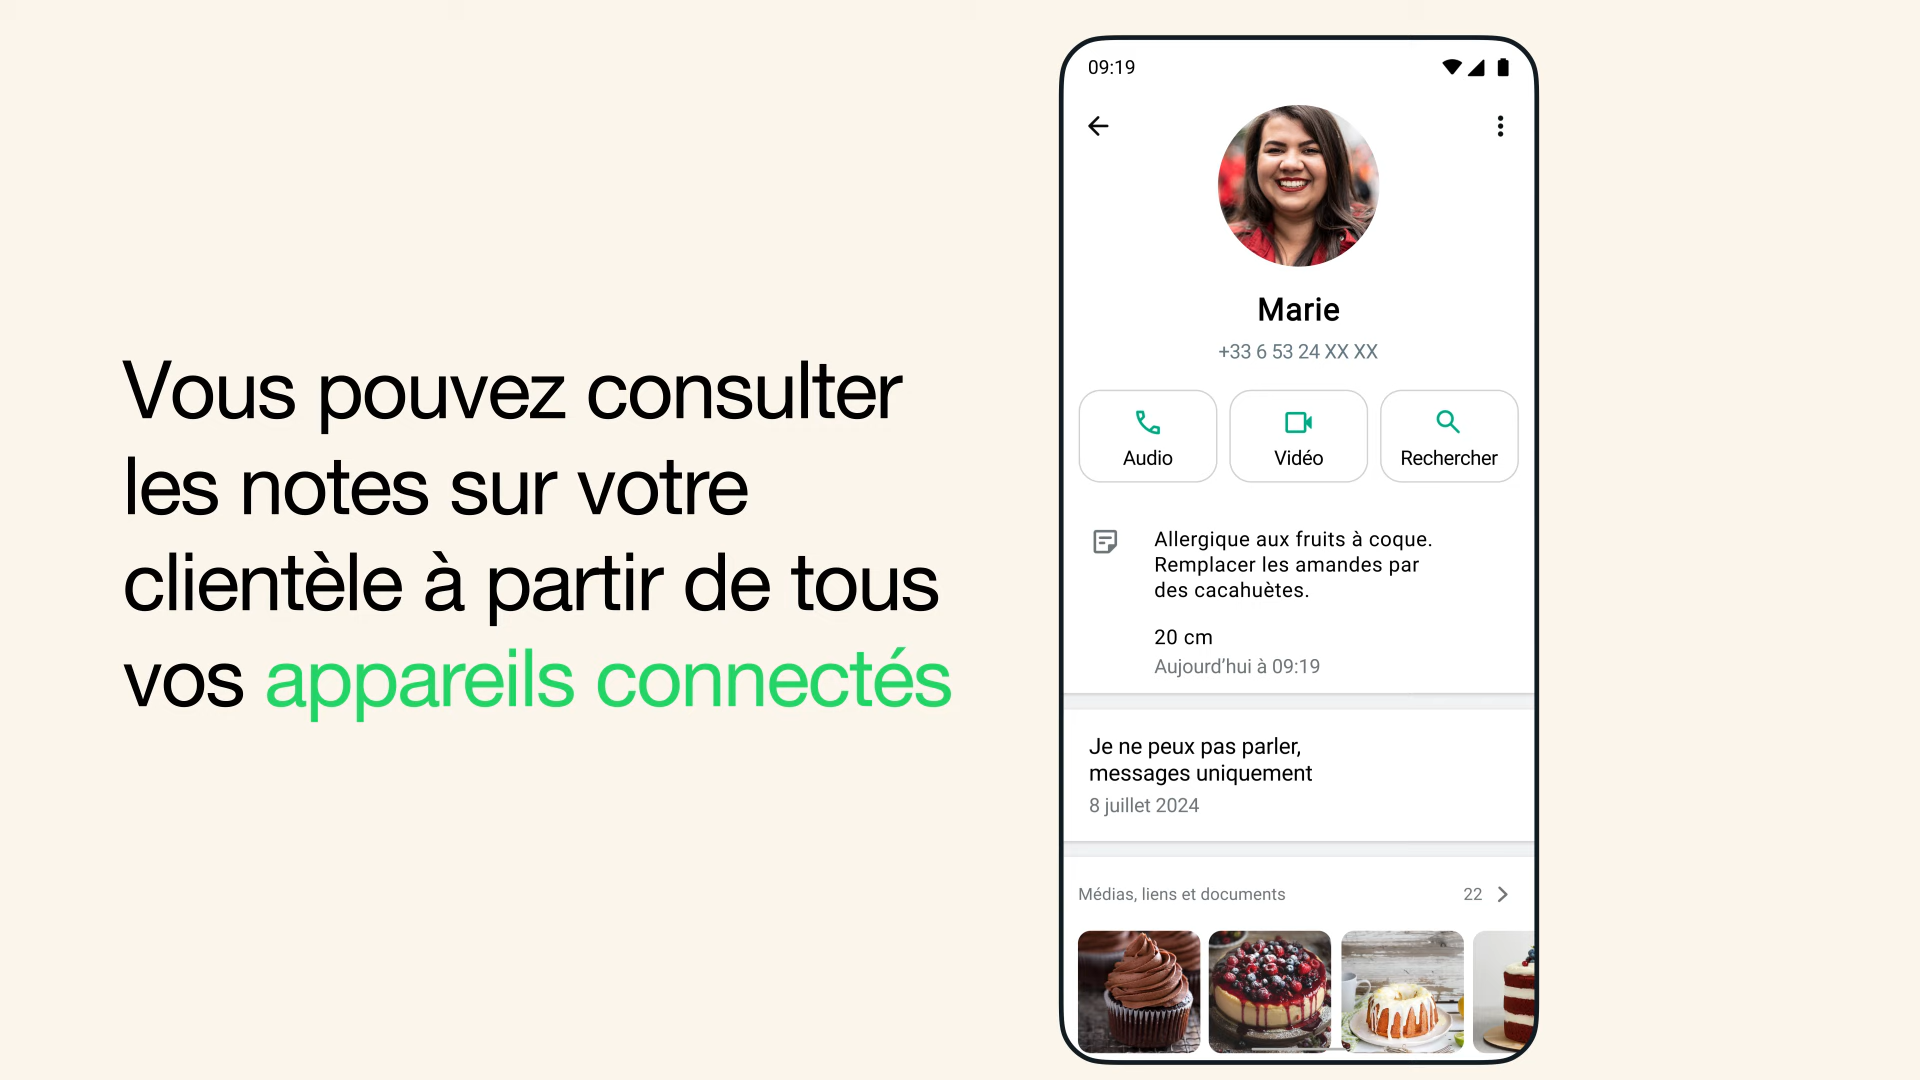 Vous pouvez consulter
les notes sur votre
clientèle à partir de tous
vos appareils connectés
09:19
Marie
+33 6 53 24 XX XX
Audio
Vidéo
Rechercher
Allergique aux fruits à coque.
Remplacer les amandes par
des cacahuètes.
20 cm
Aujourd’hui à 09:19
Je ne peux pas parler,
messages uniquement
8 juillet 2024
Médias, liens et documents
22